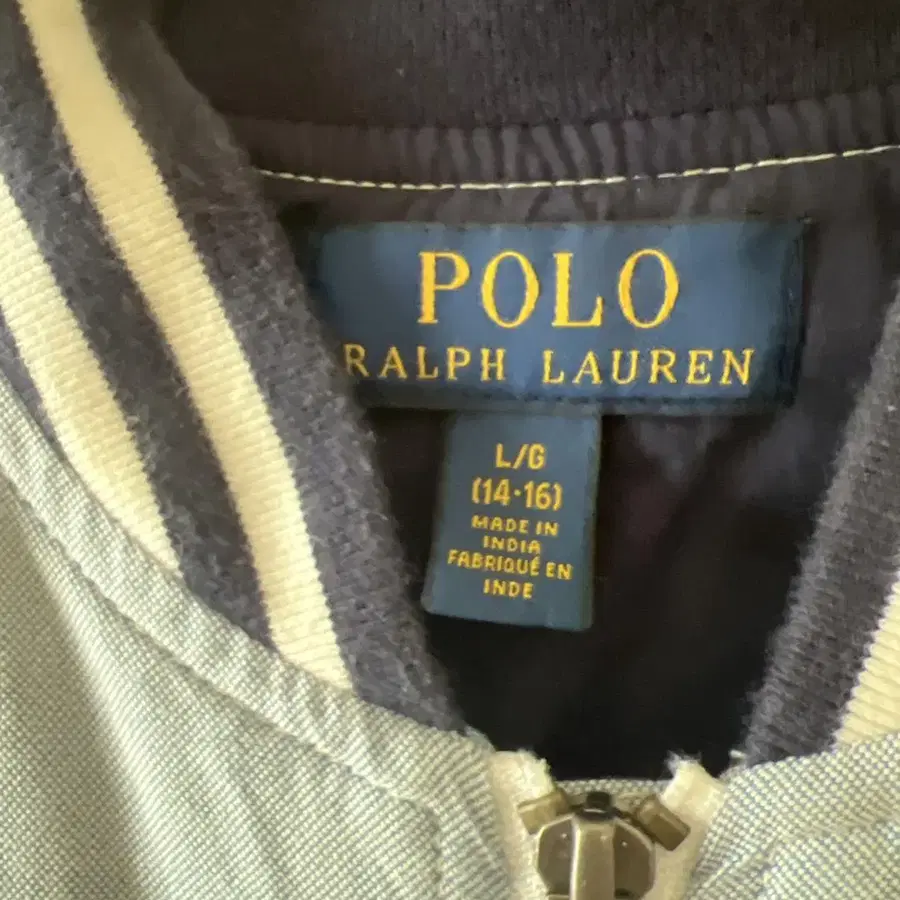 POLO
RALPH LAUREN
L/G
(14-16)
MADE IN
INDIA
FABRIQUÉ EN
INDE